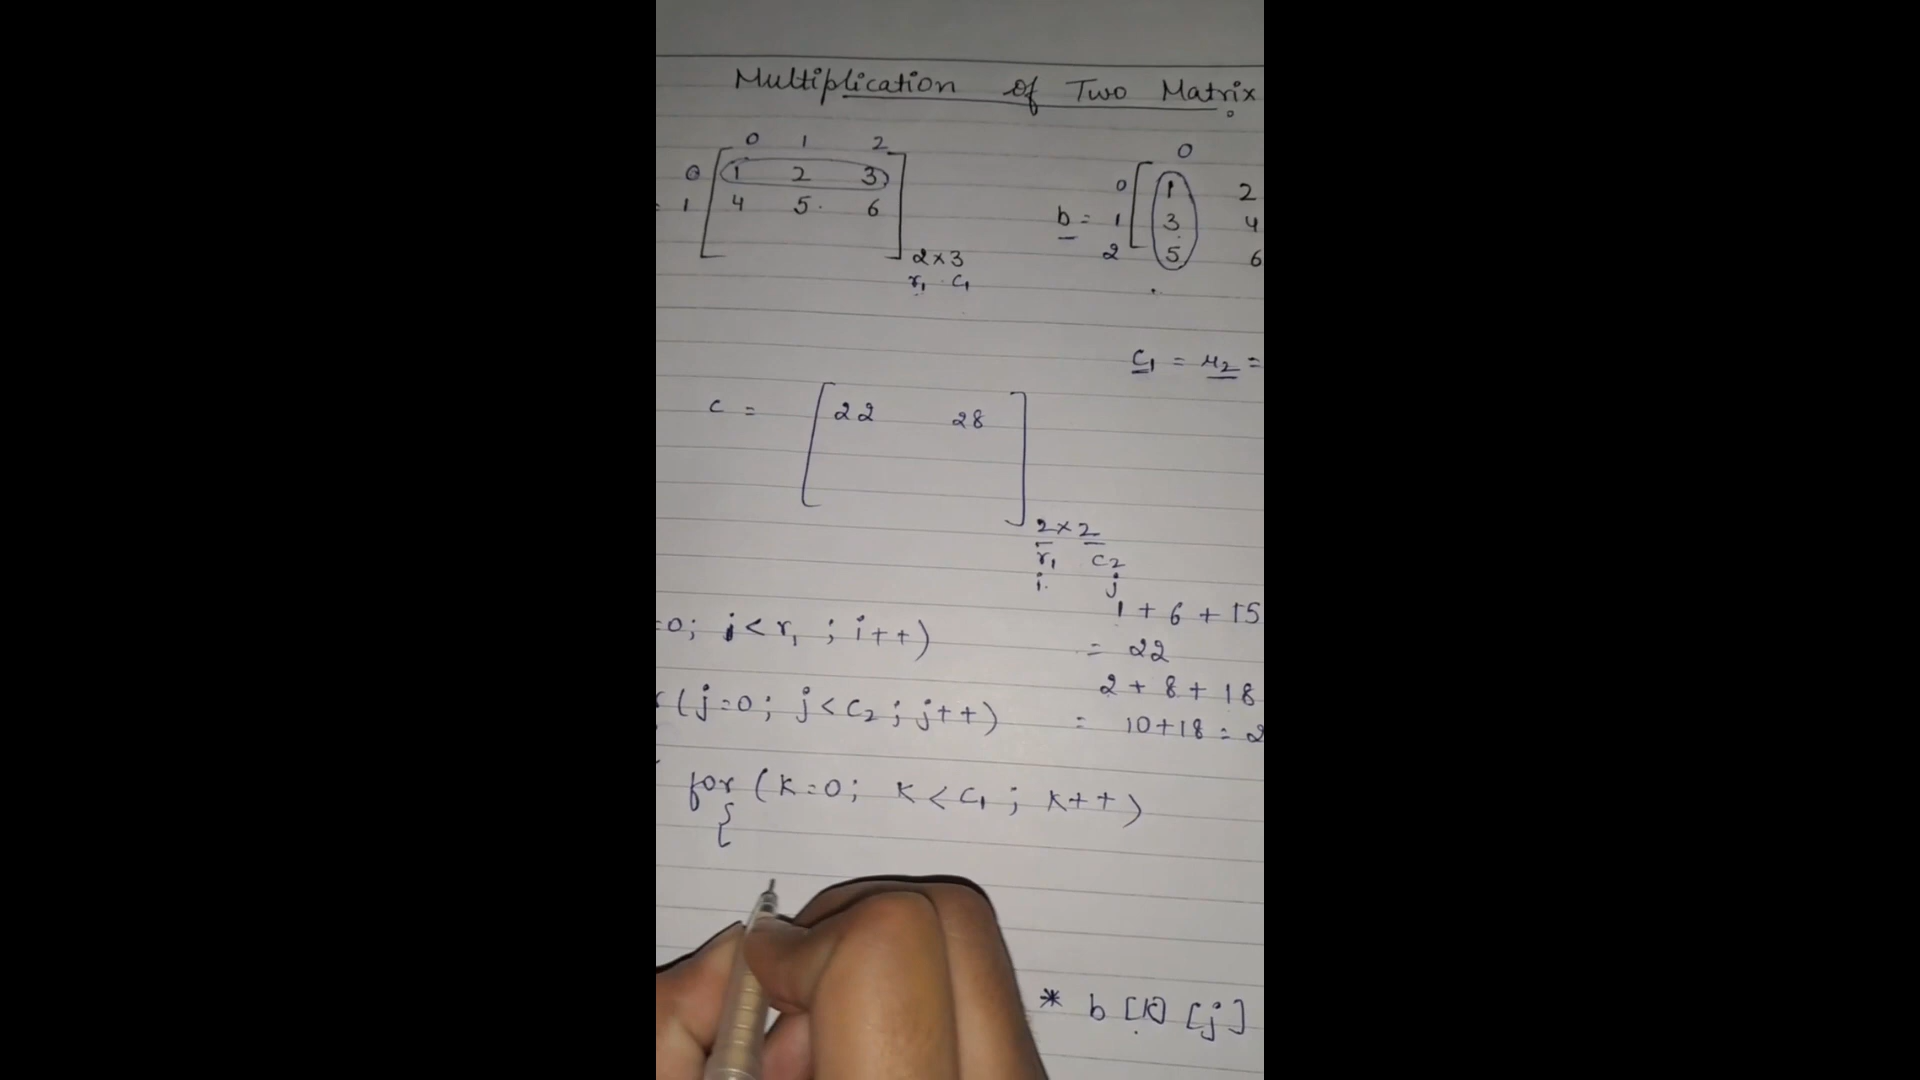 Multiplication of Two Matrix
0 1 2
0 1 2 3
= 1 4 5 6
2×3
r₁ c₁
0
0 1 2
b = 1 3 4
2 5 6
c₁ = r₂ =
c = 22 28
2×2
r₁ c₂
i j
1 + 6 + 15
= 22
2 + 8 + 18
= 10+18 = 2
=0; i<r₁ ; i++)
r (j=0; j<c₂ ; j++)
for (k=0; k<c₁ ; k++)
{
* b [k] [j]